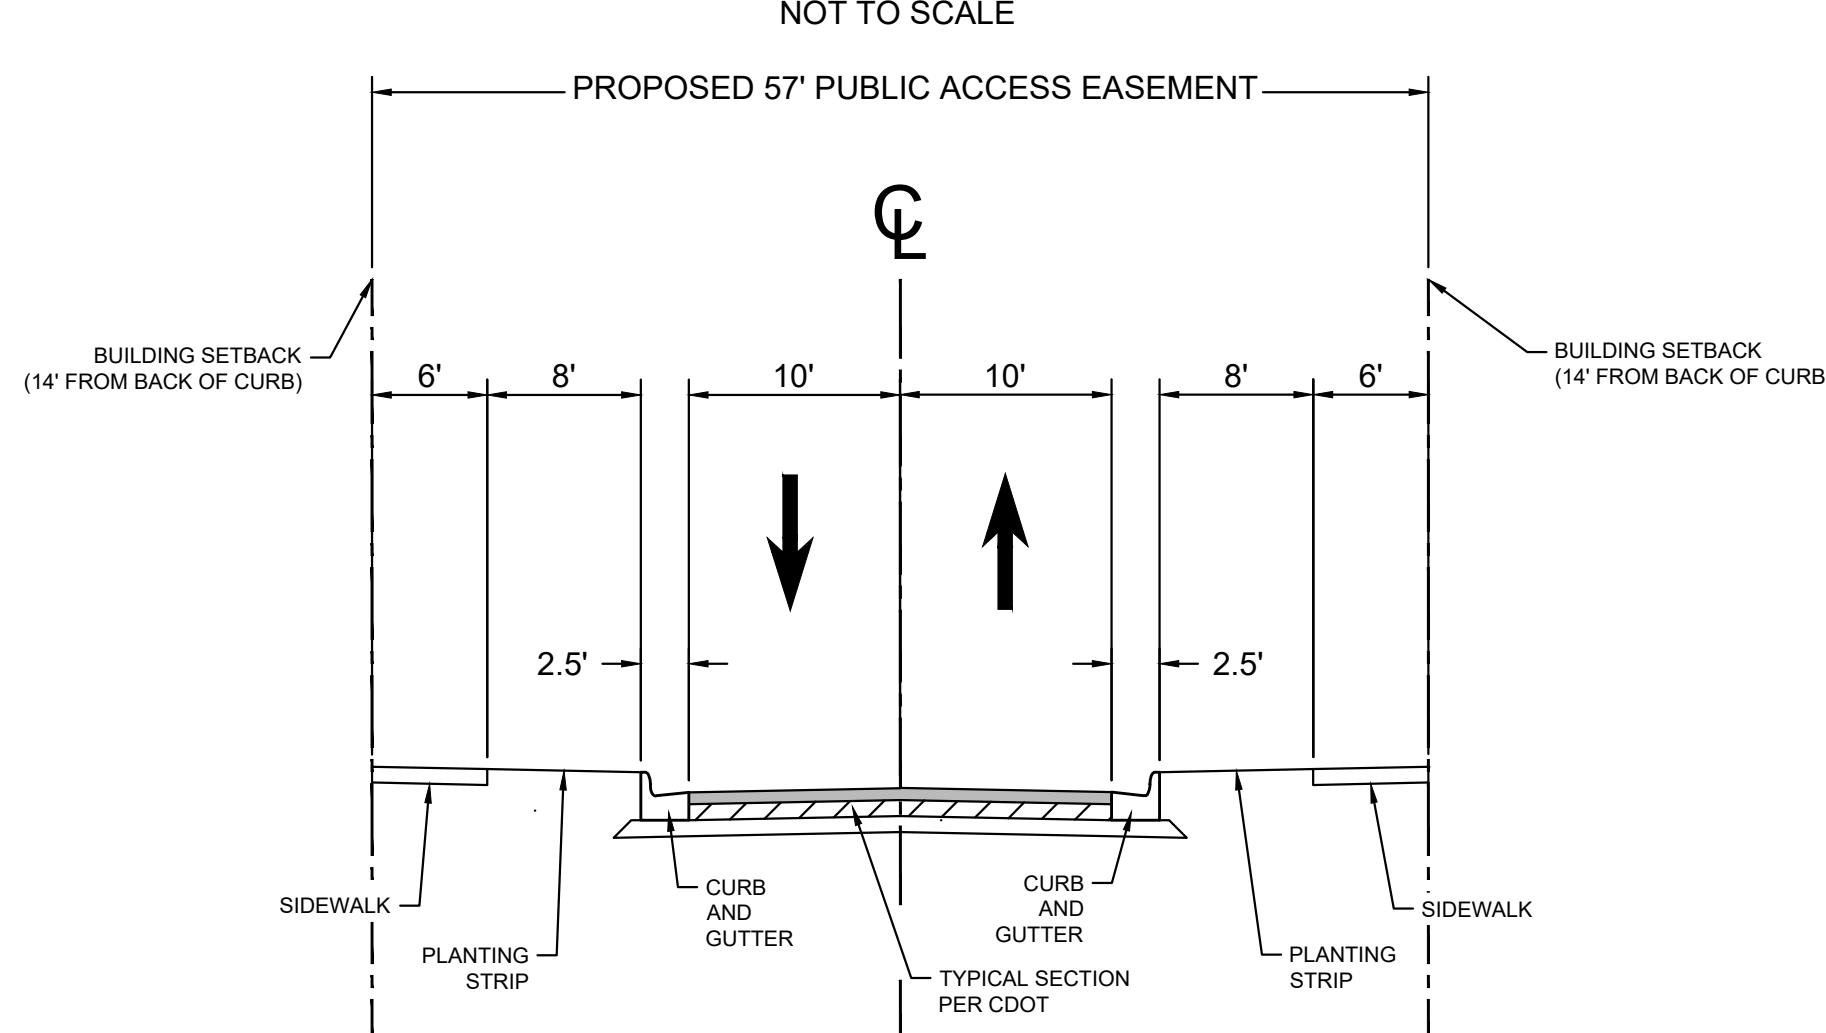 NOT TO SCALE
PROPOSED 57' PUBLIC ACCESS EASEMENT
CL
BUILDING SETBACK
(14' FROM BACK OF CURB)
BUILDING SETBACK
(14' FROM BACK OF CURB
6'
8'
10'
10'
8'
6'
2.5'
2.5'
SIDEWALK
PLANTING
STRIP
CURB
AND
GUTTER
TYPICAL SECTION
PER CDOT
CURB
AND
GUTTER
PLANTING
STRIP
SIDEWALK